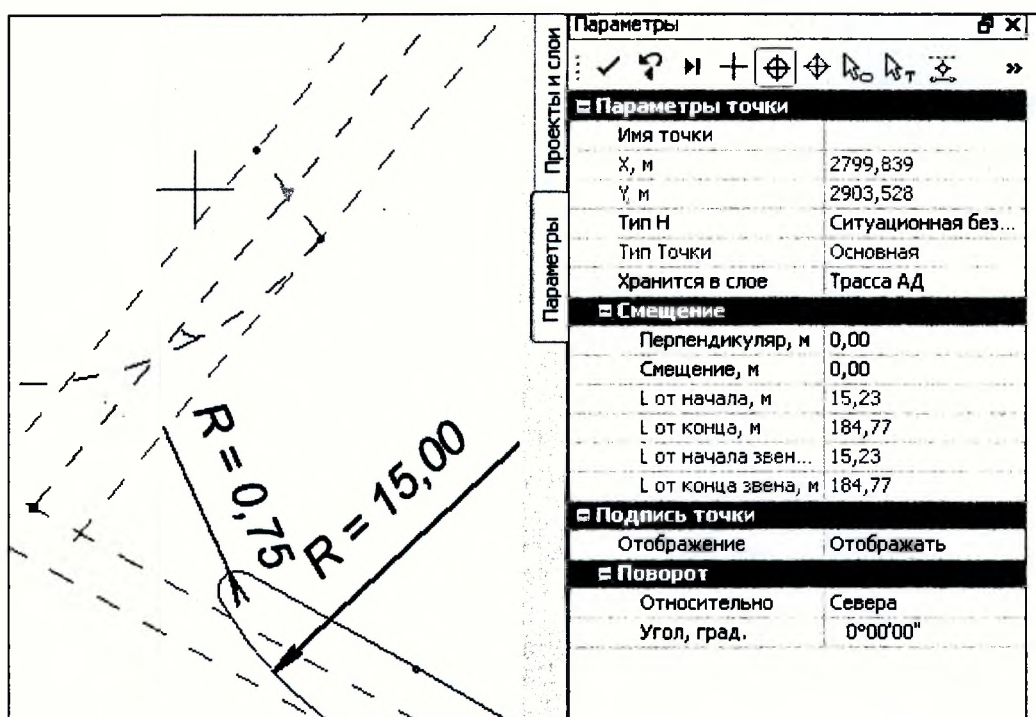 R = 0,75
R = 15,00
Проекты и слои
Параметры
Параметры
Параметры точки
Имя точки
X, м 2799,839
Y, м 2903,528
Тип Н Ситуационная без...
Тип Точки Основная
Хранится в слое Трасса АД
Смещение
Перпендикуляр, м 0,00
Смещение, м 0,00
L от начала, м 15,23
L от конца, м 184,77
L от начала звен... 15,23
L от конца звена, м 184,77
Подпись точки
Отображение Отображать
Поворот
Относительно Севера
Угол, град. 0°00'00"